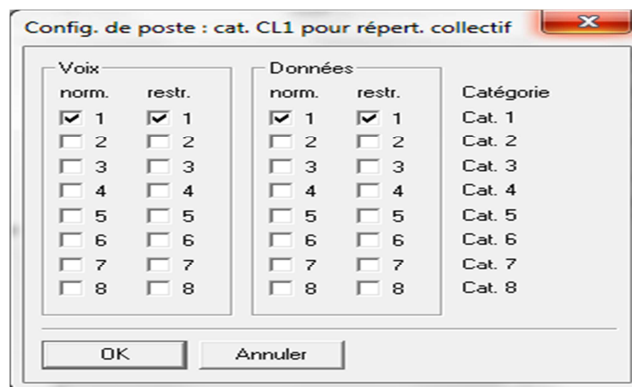 Config. de poste : cat. CL1 pour répert. collectif
Voix Données
norm. restr. norm. restr. Catégorie
1 1 1 1 Cat. 1
2 2 2 2 Cat. 2
3 3 3 3 Cat. 3
4 4 4 4 Cat. 4
5 5 5 5 Cat. 5
6 6 6 6 Cat. 6
7 7 7 7 Cat. 7
8 8 8 8 Cat. 8
OK Annuler